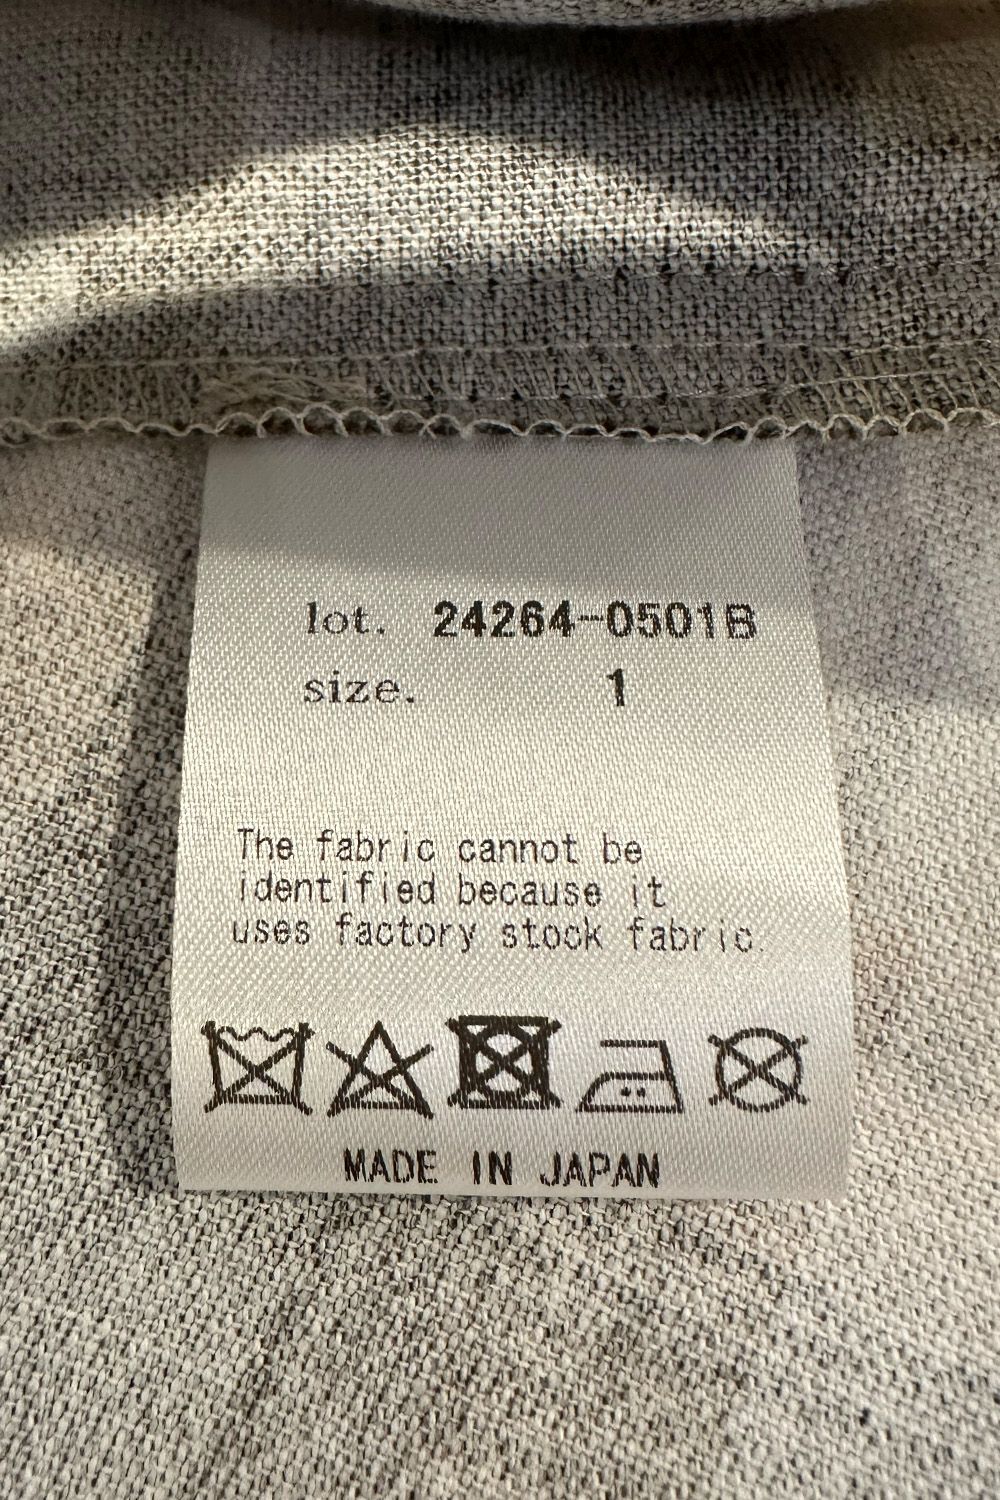 lot. 24264-0501B
size. 1
The fabric cannot be
identified because it
uses factory stock fabric.
MADE IN JAPAN